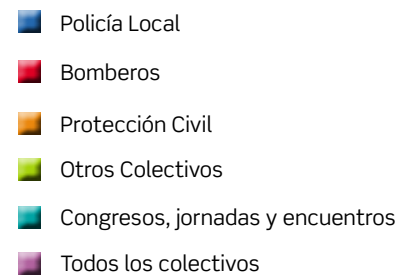 Policía Local
Bomberos
Protección Civil
Otros Colectivos
Congresos, jornadas y encuentros
Todos los colectivos